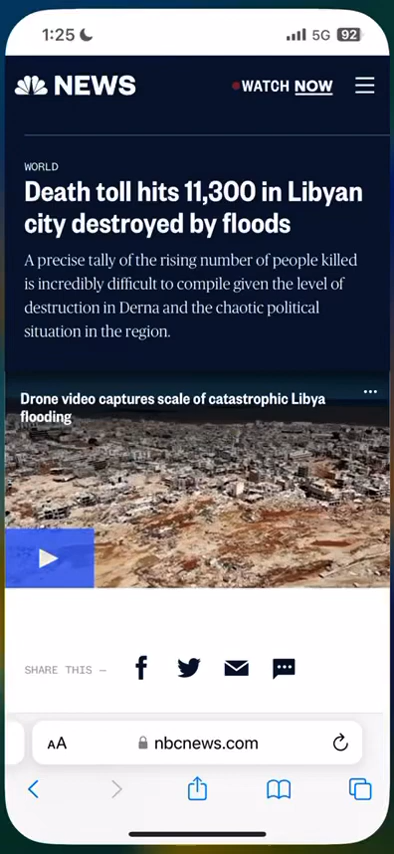 1:25 5G 92
NEWS WATCH NOW
WORLD
Death toll hits 11,300 in Libyan
city destroyed by floods
A precise tally of the rising number of people killed
is incredibly difficult to compile given the level of
destruction in Derna and the chaotic political
situation in the region.
Drone video captures scale of catastrophic Libya
flooding
SHARE THIS —
AA nbcnews.com